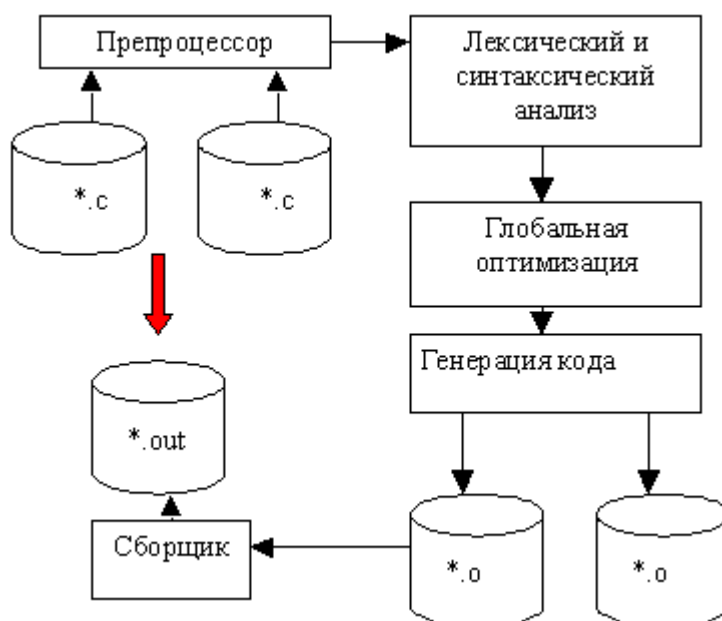 Препроцессор
Лексический и
синтаксический
анализ
*.c
*.c
Глобальная
оптимизация
Генерация кода
*.out
Сборщик
*.o
*.o